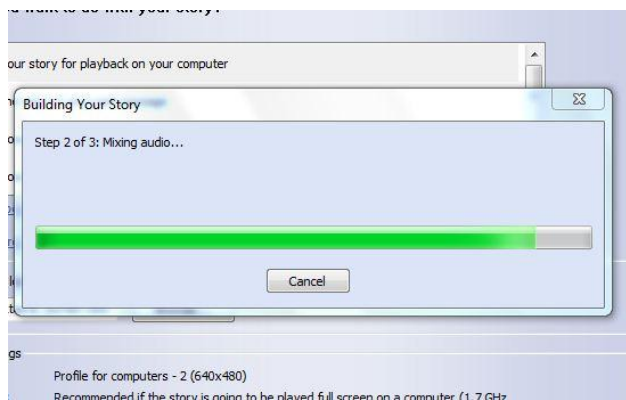 your story?
our story for playback on your computer
Building Your Story
Step 2 of 3: Mixing audio...
Cancel
gs
Profile for computers - 2 (640x480)
Recommended if the story is going to be played full screen on a computer (1.7 GHz